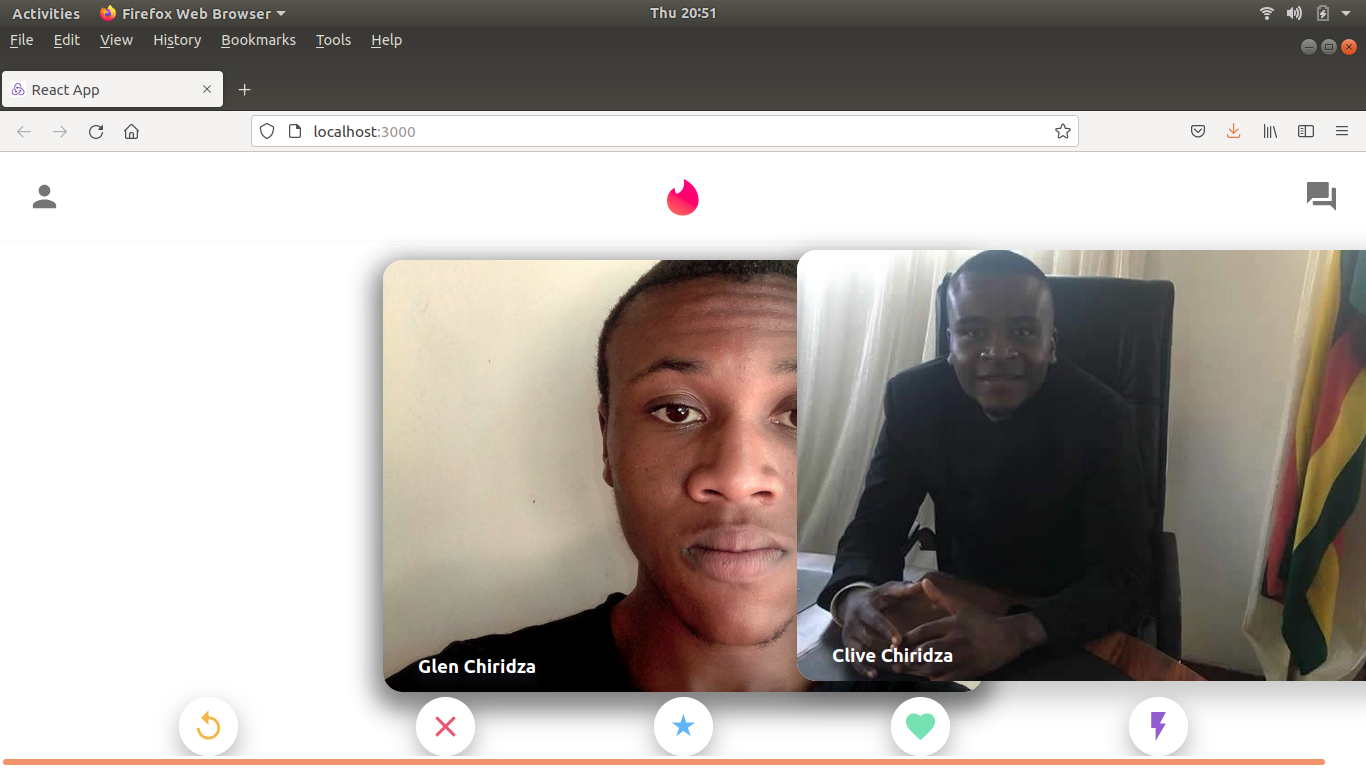 Activities Firefox Web Browser Thu 20:51
File Edit View History Bookmarks Tools Help
React App
localhost:3000
Glen Chiridza
Clive Chiridza